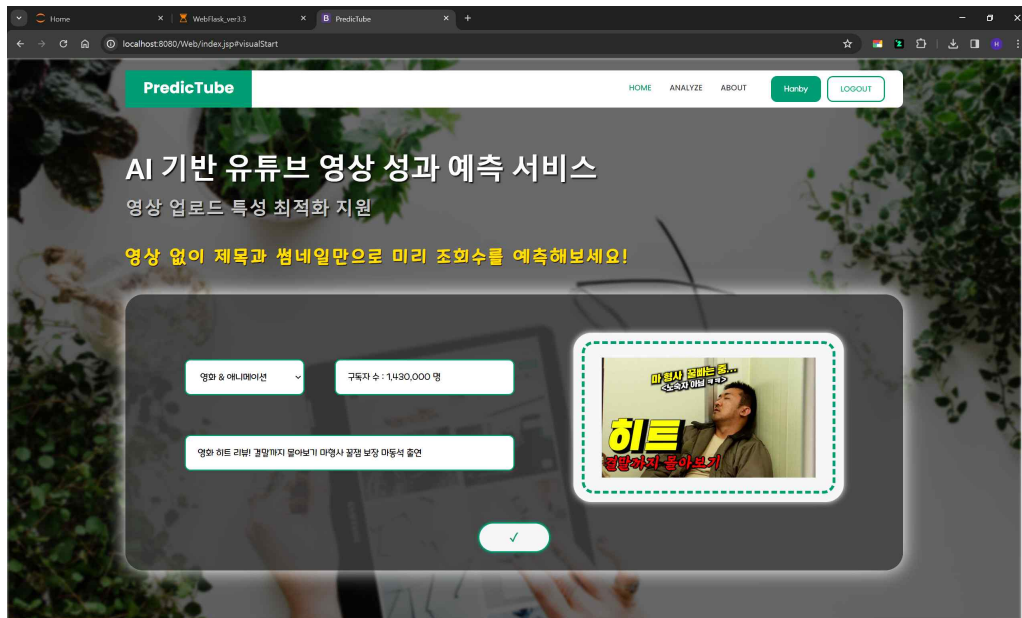 Home
WebFlask_ver3.3
PredicTube
localhost:8080/Web/index.jsp#visualStart
PredicTube
HOME ANALYZE ABOUT Hanby LOGOUT
AI 기반 유튜브 영상 성과 예측 서비스
영상 업로드 특성 최적화 지원
영상 없이 제목과 썸네일만으로 미리 조회수를 예측해보세요!
영화 & 애니메이션
구독자 수 : 1,430,000 명
마형사 꿀빠는 중...
<노숙자 아님 ㅋㅋ>
히트
결말까지 몰아보기
영화 히트 리뷰! 결말까지 몰아보기 마형사 꿀잼 보장 마동석 출연